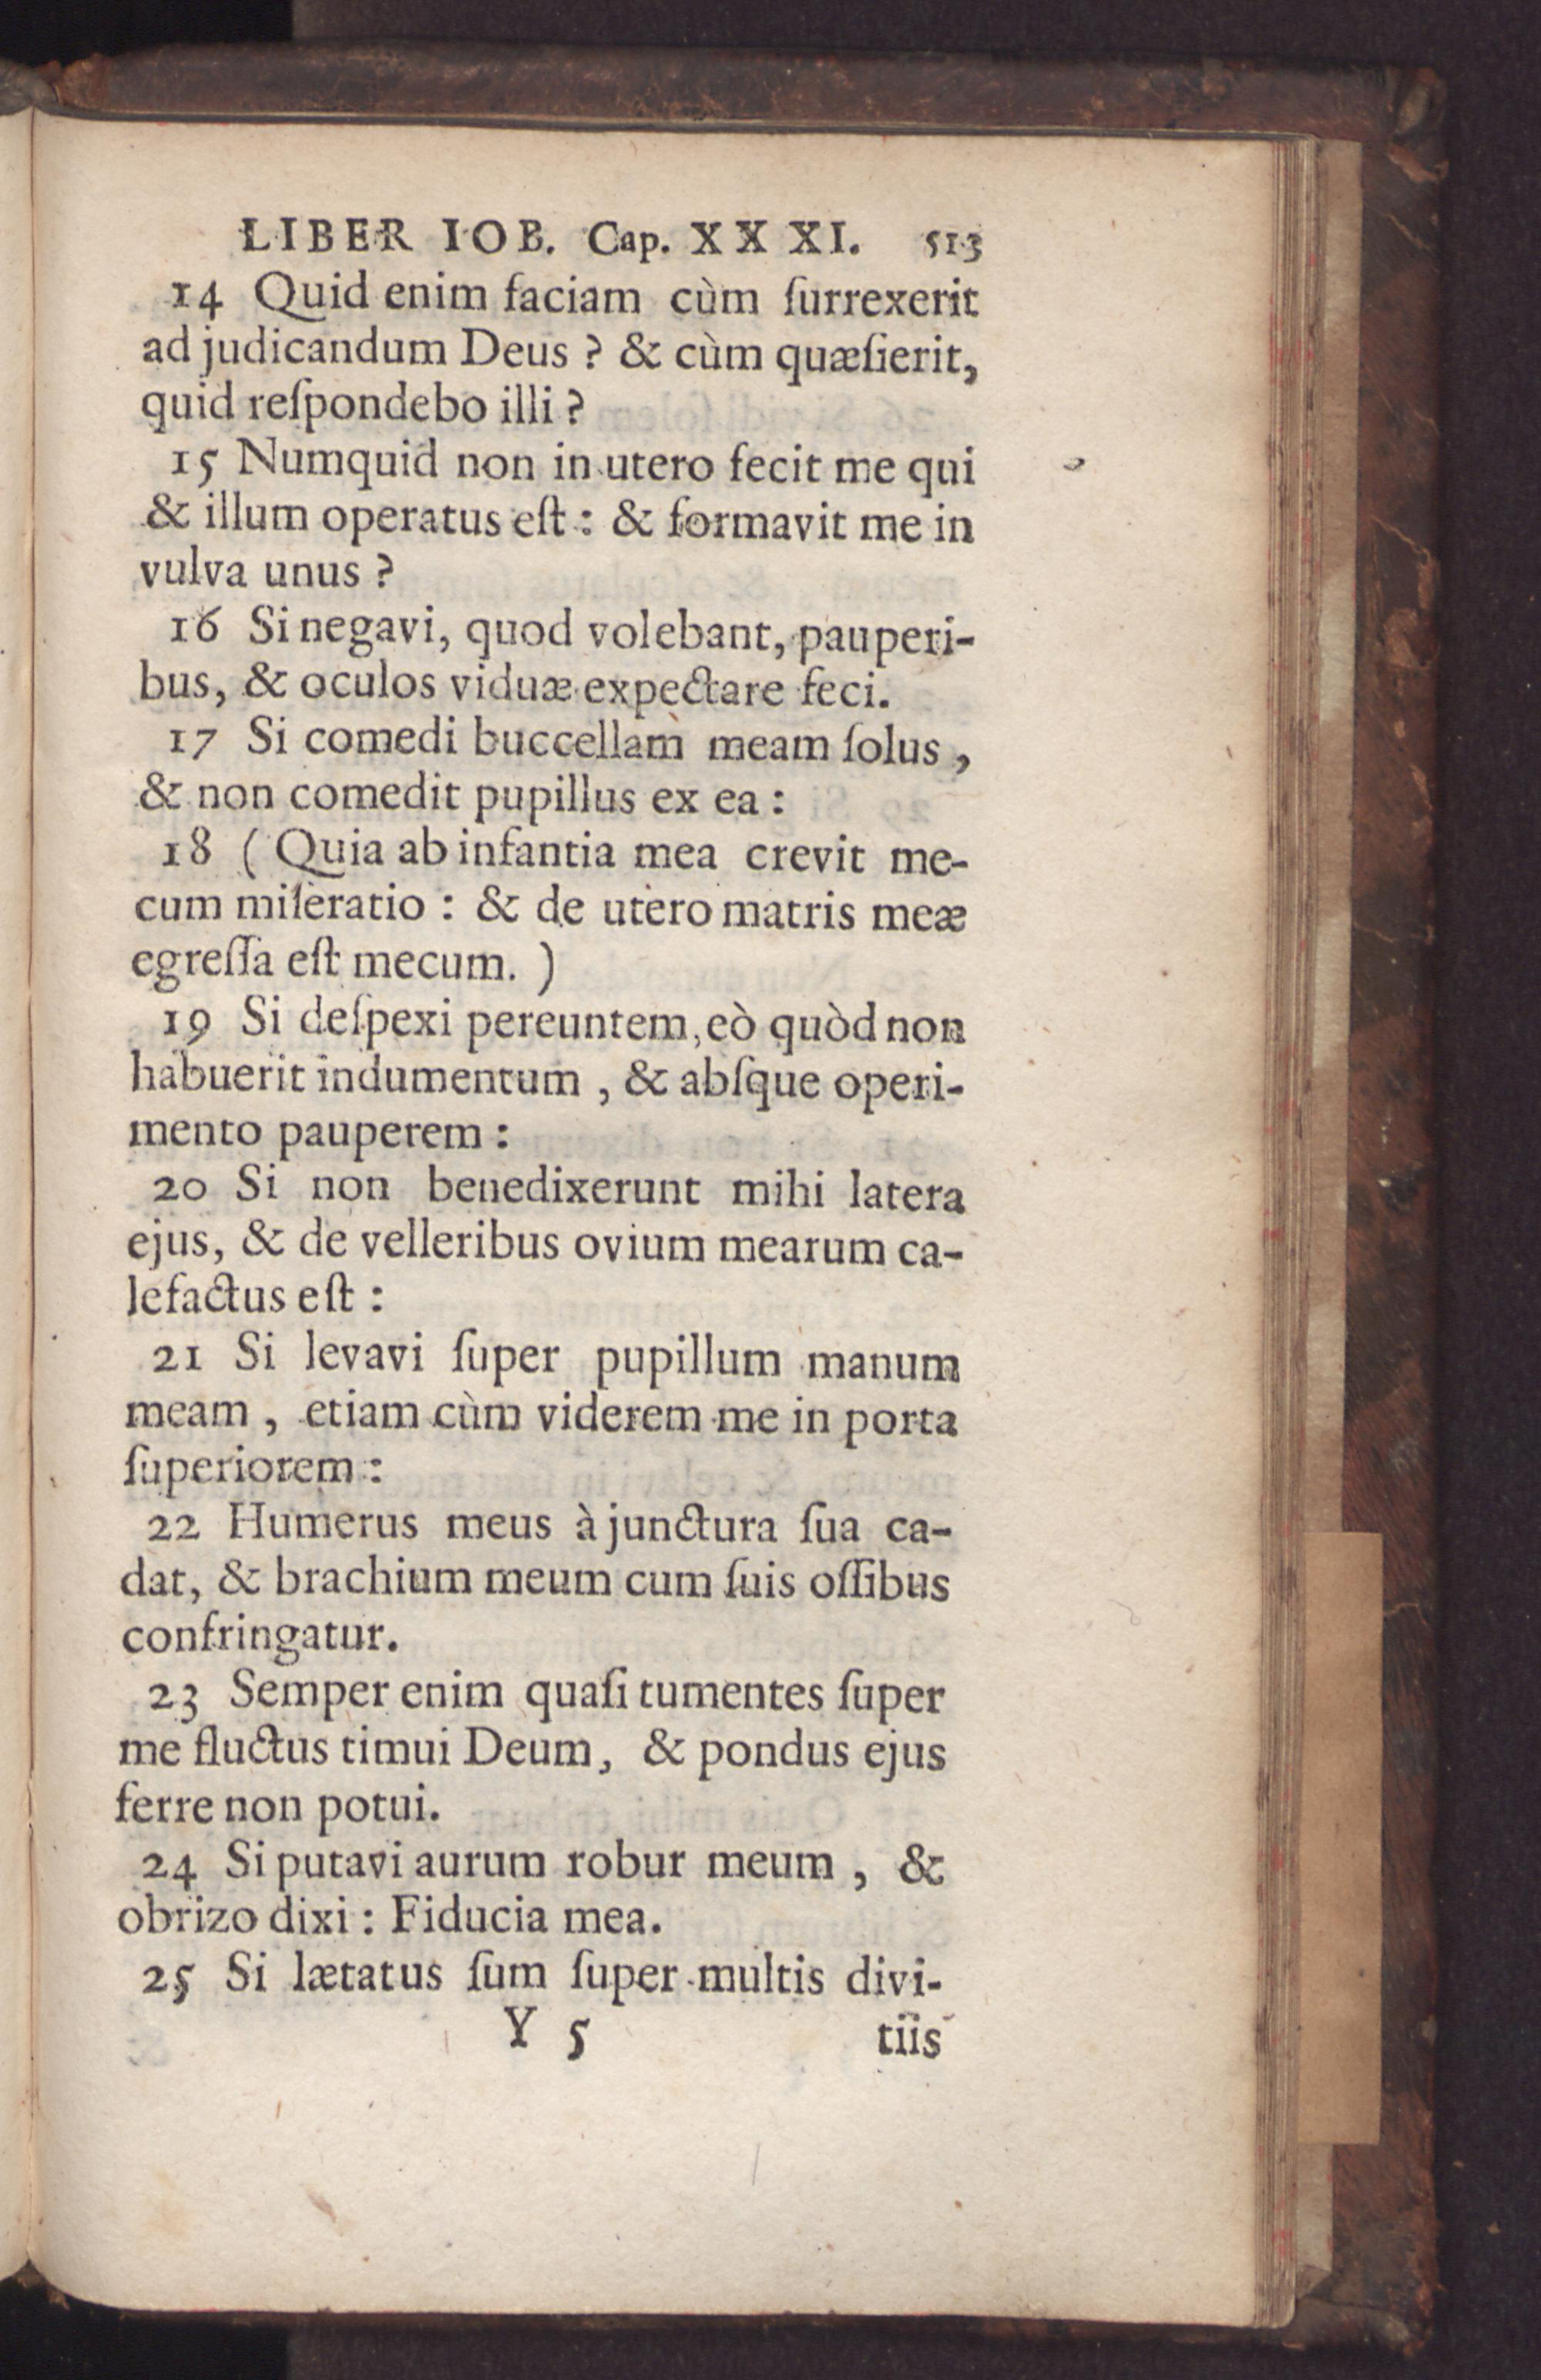 LIBER IOB. Cap. XXXI. 513
14 Quid enim faciam cùm ſurrexerit
ad judicandum Deus ? & cùm quæſierit,
quid reſpondebo illi ?
15 Numquid non in utero fecit me qui
& illum operatus eſt : & formavit me in
vulva unus ?
16 Si negavi, quod volebant, pauperi-
bus, & oculos viduæ expectare feci.
17 Si comedi buccellam meam ſolus ,
& non comedit pupillus ex ea :
18 ( Quia ab infantia mea crevit me-
cum miſeratio : & de utero matris meæ
egreſſa eſt mecum. )
19 Si deſpexi pereuntem, eò quòd non
habuerit indumentum , & abſque operi-
mento pauperem :
20 Si non benedixerunt mihi latera
ejus, & de velleribus ovium mearum ca-
lefactus eſt :
21 Si levavi ſuper pupillum manum
meam , etiam cùm viderem me in porta
ſuperiorem :
22 Humerus meus à junctura ſua ca-
dat, & brachium meum cum ſuis oſſibus
confringatur.
23 Semper enim quaſi tumentes ſuper
me fluctus timui Deum, & pondus ejus
ferre non potui.
24 Si putavi aurum robur meum , &
obrizo dixi : Fiducia mea.
25 Si lætatus ſum ſuper multis divi-
Y 5 tiis